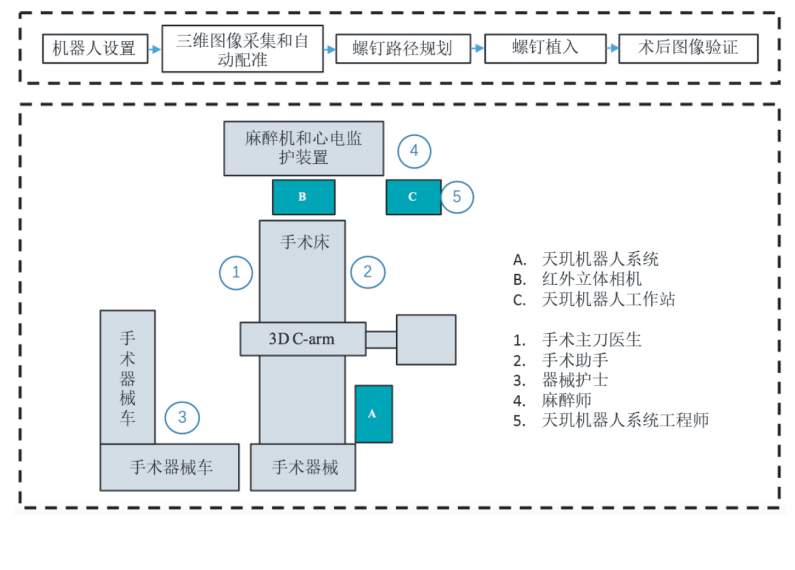 机器人设置
三维图像采集和自
动配准
螺钉路径规划
螺钉植入
术后图像验证
麻醉机和心电监
护装置
4
B
C
5
手术床
1
2
3D C-arm
手
术
器
械
车
3
A
手术器械车
手术器械
A. 天玑机器人系统
B. 红外立体相机
C. 天玑机器人工作站
1. 手术主刀医生
2. 手术助手
3. 器械护士
4. 麻醉师
5. 天玑机器人系统工程师